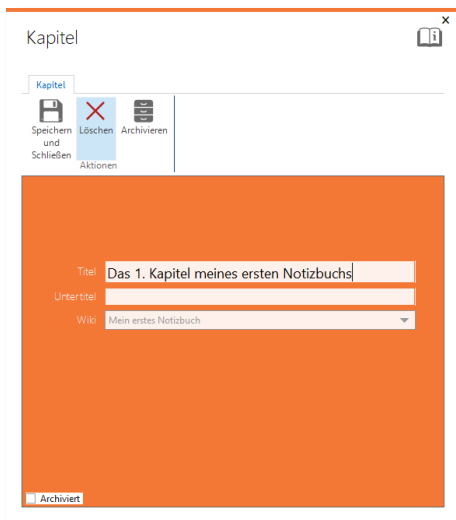 Kapitel
Kapitel
Speichern und Schließen
Löschen
Archivieren
Aktionen
Titel Das 1. Kapitel meines ersten Notizbuchs
Untertitel
Wiki Mein erstes Notizbuch
Archiviert